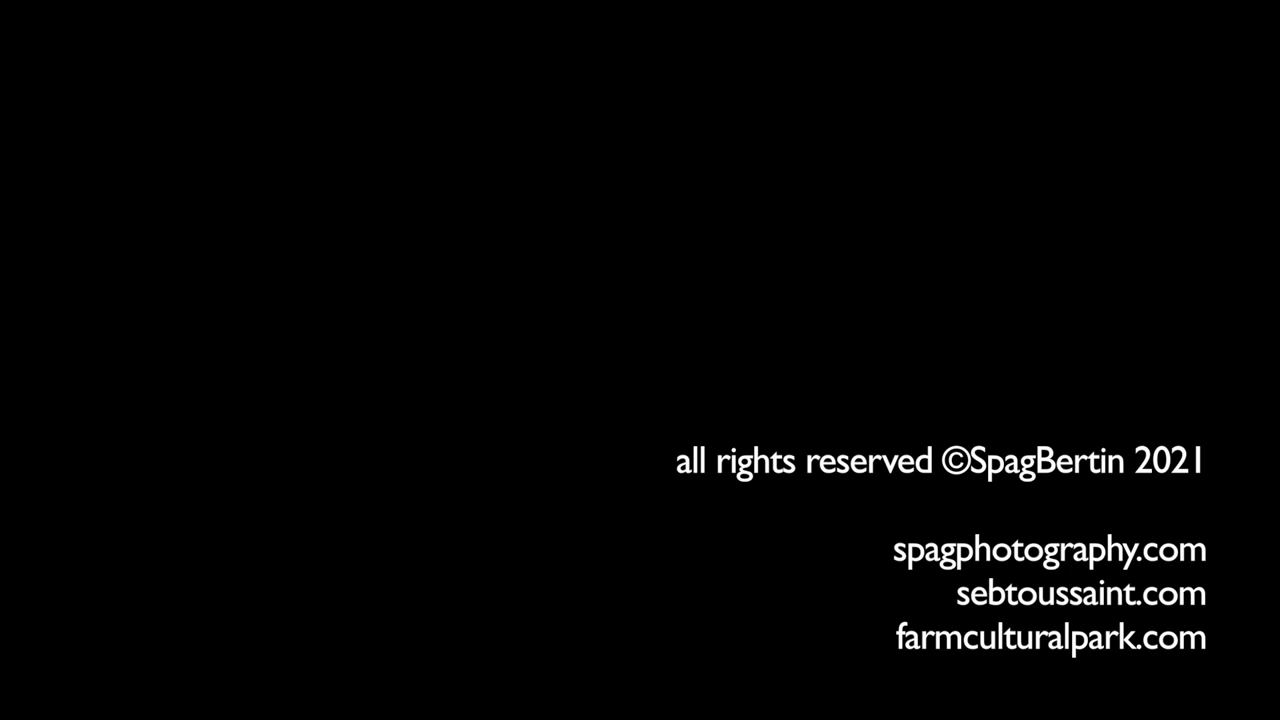 all rights reserved ©SpagBertin 2021
spagphotography.com
sebtoussaint.com
farmculturalpark.com